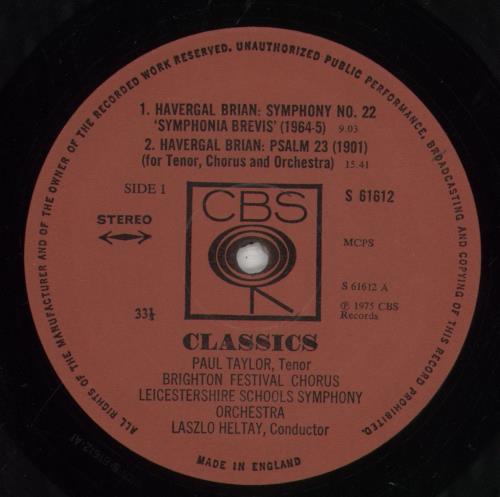 ALL RIGHTS OF THE MANUFACTURER AND OF THE OWNER OF THE RECORDED WORK RESERVED. UNAUTHORIZED PUBLIC PERFORMANCE, BROADCASTING AND COPYING OF THIS RECORD PROHIBITED.
1. HAVERGAL BRIAN: SYMPHONY NO. 22
'SYMPHONIA BREVIS' (1964-5) 9.03
2. HAVERGAL BRIAN: PSALM 23 (1901)
(for Tenor, Chorus and Orchestra) 15.41
SIDE 1
CBS
S 61612
STEREO
MCPS
S 61612 A
33⅓
℗ 1975 CBS
Records
CLASSICS
PAUL TAYLOR, Tenor
BRIGHTON FESTIVAL CHORUS
LEICESTERSHIRE SCHOOLS SYMPHONY
ORCHESTRA
LASZLO HELTAY, Conductor
MADE IN ENGLAND